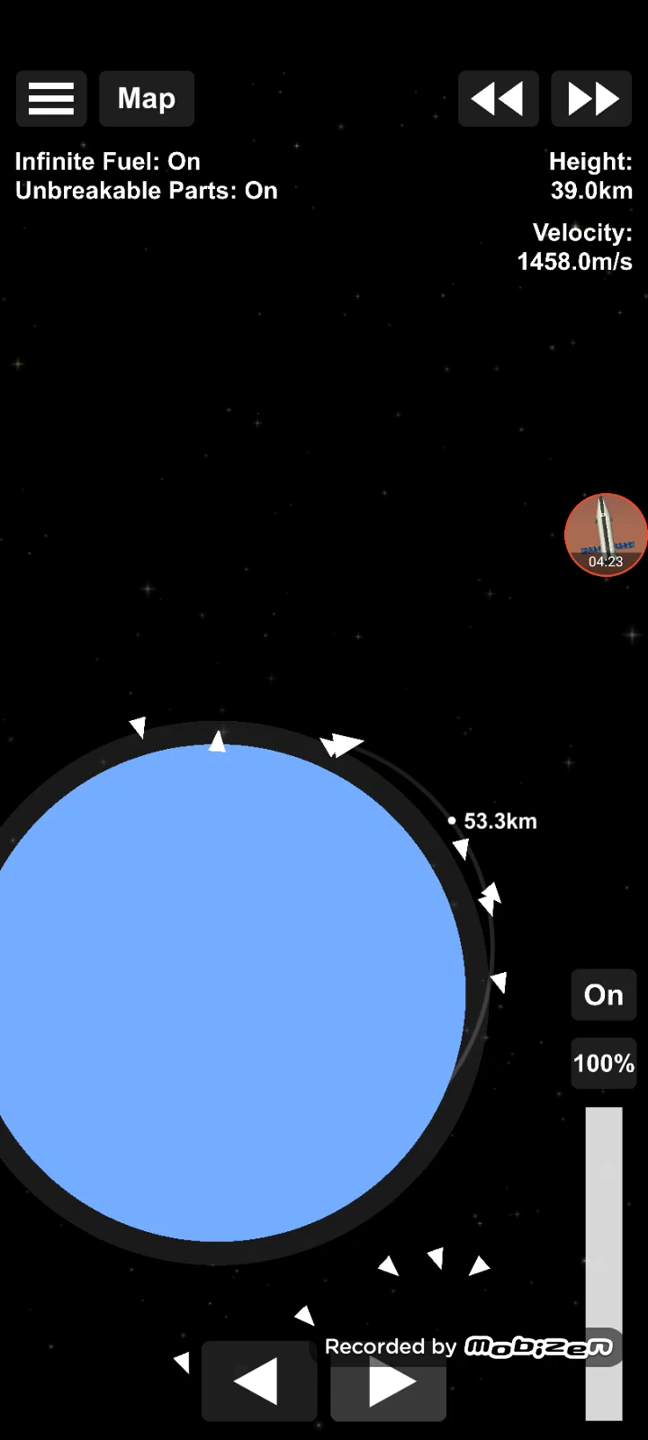 Map
Infinite Fuel: On
Unbreakable Parts: On
Height:
39.0km
Velocity:
1458.0m/s
04:23
53.3km
On
100%
Recorded by mobizen